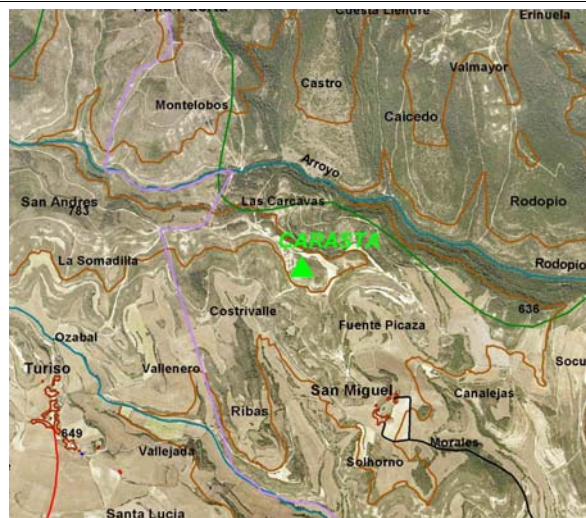 Cuesta Liendre
Erinuela
Valmayor
Castro
Montelobos
Caicedo
Arroyo
San Andres
783
Las Carcavas
Rodopio
CARASTA
La Somadilla
Rodopio
636
Costrivalle
Fuente Picaza
Ozabal
Socu
Turiso
Vallenero
San Miguel
Canalejas
Ribas
649
Morales
Vallejada
Solhorno
Santa Lucia